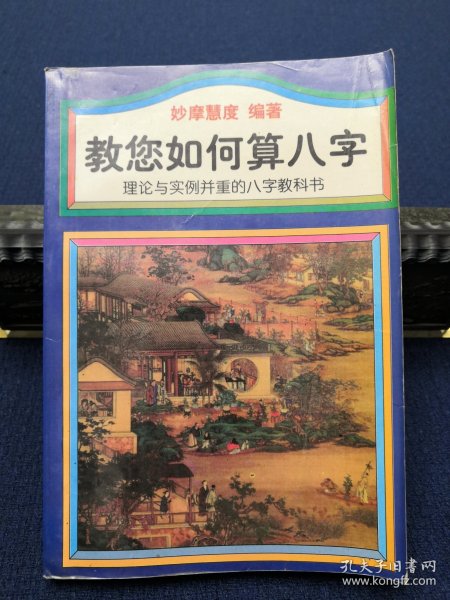 妙摩慧度 编著
教您如何算八字
理论与实例并重的八字教科书
孔夫子旧书网
www.kongfz.com